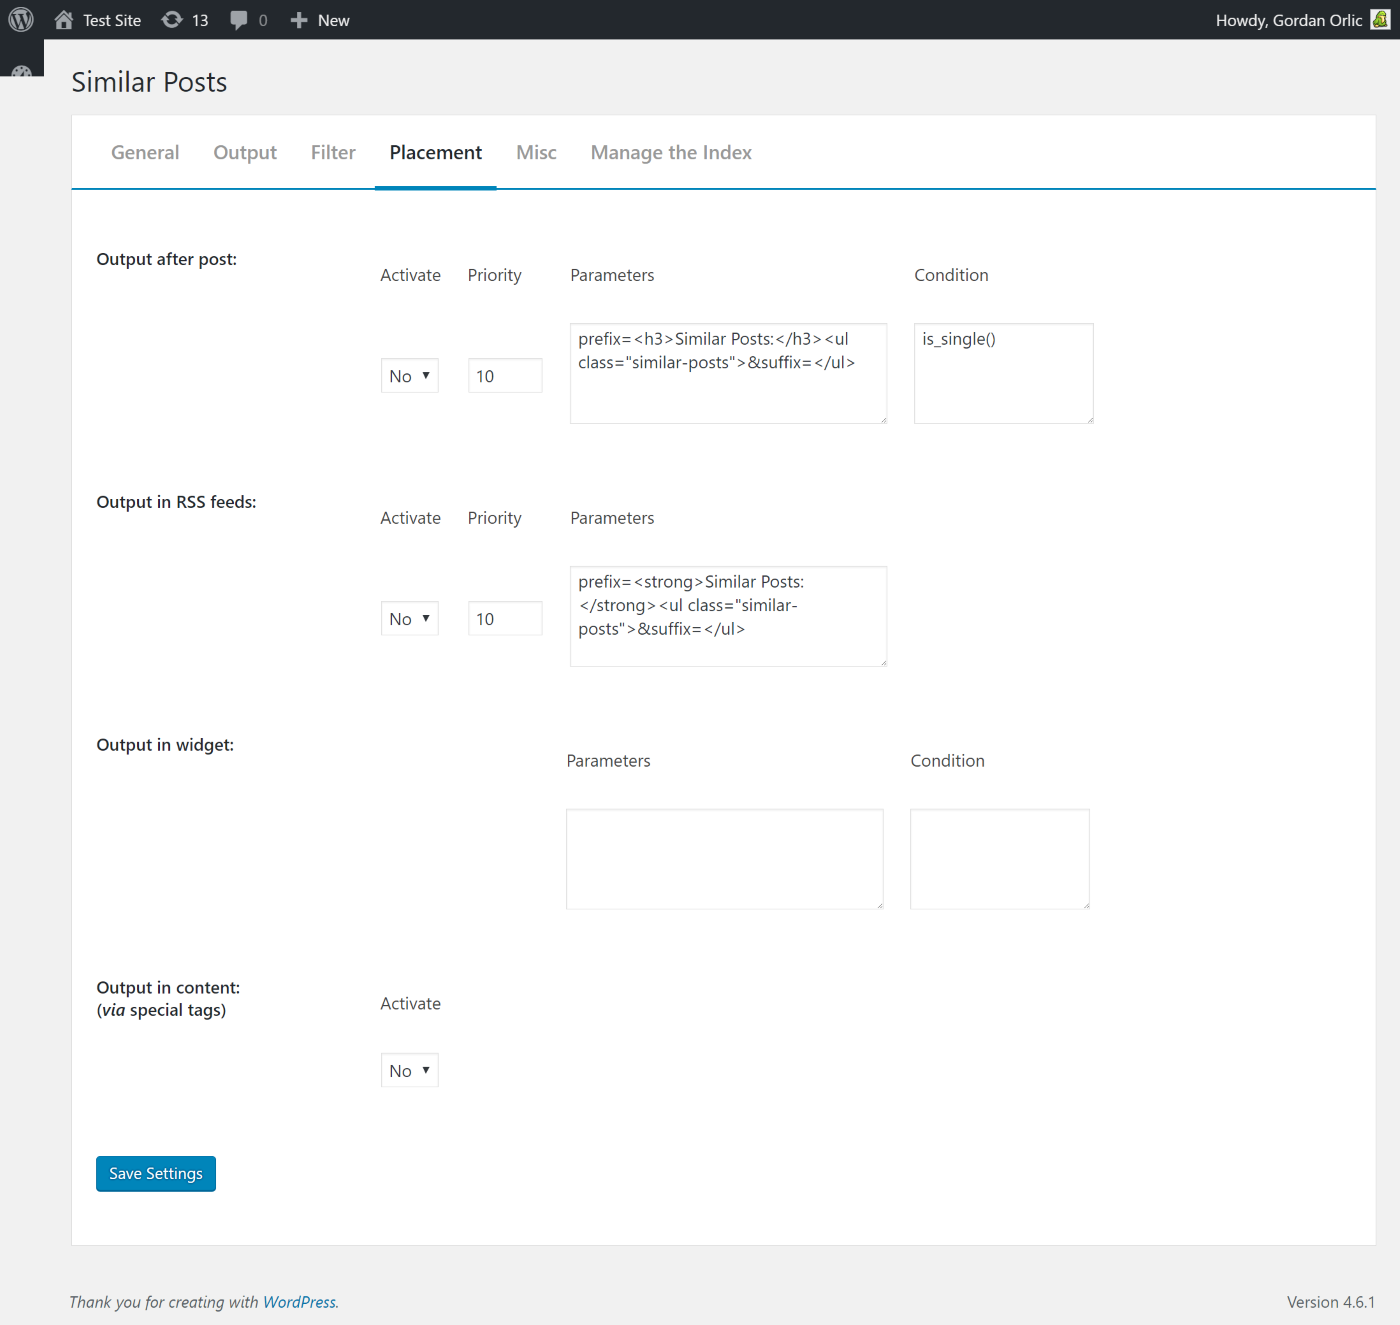 Test Site 13 0 New Howdy, Gordan Orlic
Similar Posts
General Output Filter Placement Misc Manage the Index
Output after post:
Activate Priority Parameters Condition
No 10
prefix=<h3>Similar Posts:</h3><ul
class="similar-posts">&suffix=</ul>
is_single()
Output in RSS feeds:
Activate Priority Parameters
No 10
prefix=<strong>Similar Posts:
</strong><ul class="similar-
posts">&suffix=</ul>
Output in widget:
Parameters Condition
Output in content:
(via special tags)
Activate
No
Save Settings
Thank you for creating with WordPress.
Version 4.6.1